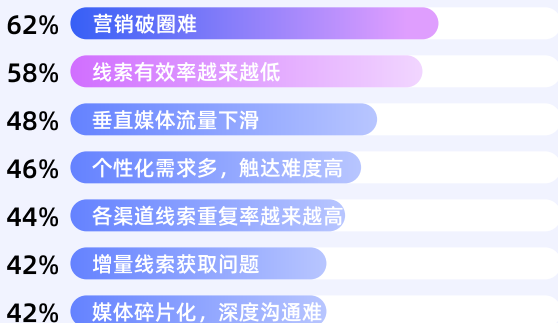 62% 营销破圈难
58% 线索有效率越来越低
48% 垂直媒体流量下滑
46% 个性化需求多，触达难度高
44% 各渠道线索重复率越来越高
42% 增量线索获取问题
42% 媒体碎片化，深度沟通难